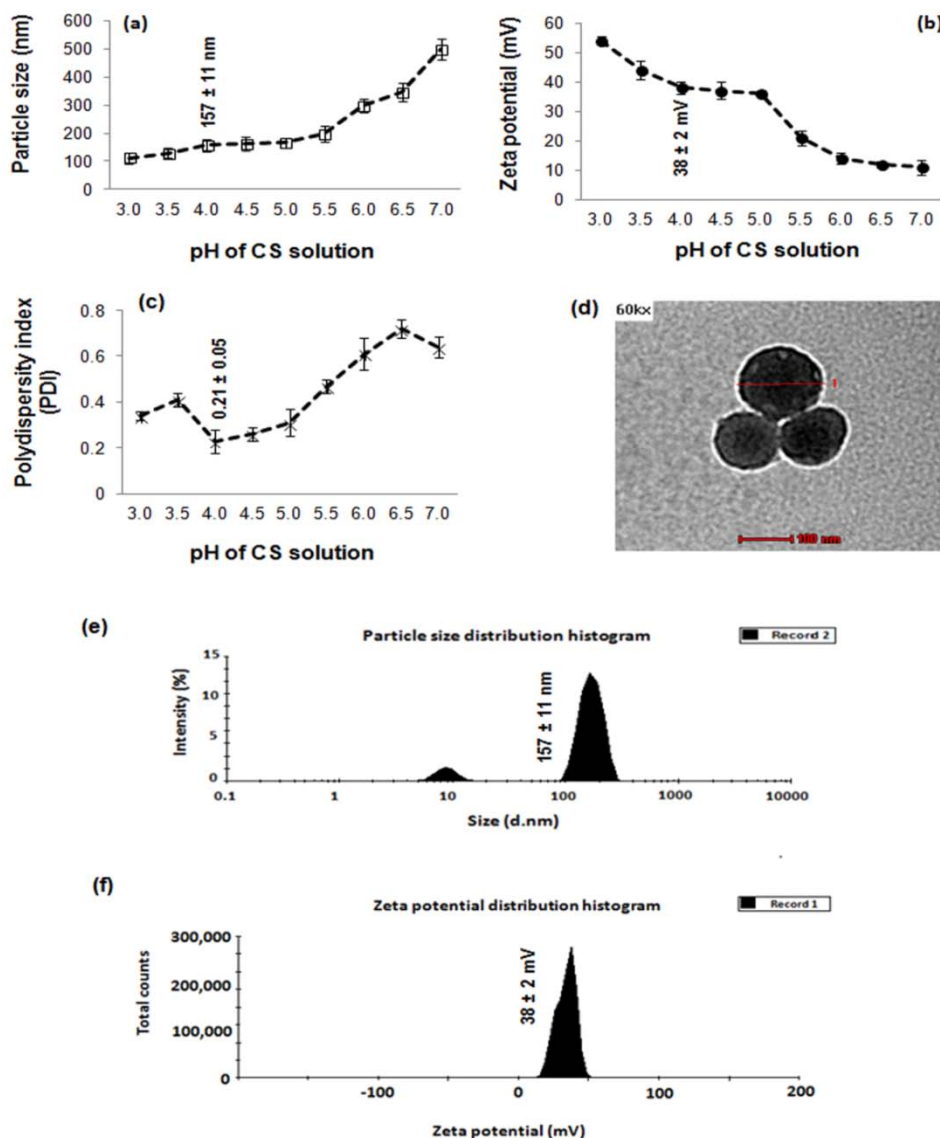 (a)
Particle size (nm)
600
500
400
300
200
100
0
157 ± 11 nm
3.0 3.5 4.0 4.5 5.0 5.5 6.0 6.5 7.0
pH of CS solution
(b)
Zeta potential (mV)
60
50
40
30
20
10
0
38 ± 2 mV
3.0 3.5 4.0 4.5 5.0 5.5 6.0 6.5 7.0
pH of CS solution
(c)
Polydispersity index
(PDI)
0.8
0.6
0.4
0.2
0
0.21 ± 0.05
3.0 3.5 4.0 4.5 5.0 5.5 6.0 6.5 7.0
pH of CS solution
(d)
60kx
100 nm
(e)
Particle size distribution histogram
Record 2
Intensity (%)
15
10
5
0
157 ± 11 nm
0.1 1 10 100 1000 10000
Size (d.nm)
(f)
Zeta potential distribution histogram
Record 1
Total counts
300,000
200,000
100,000
0
38 ± 2 mV
-100 0 100 200
Zeta potential (mV)